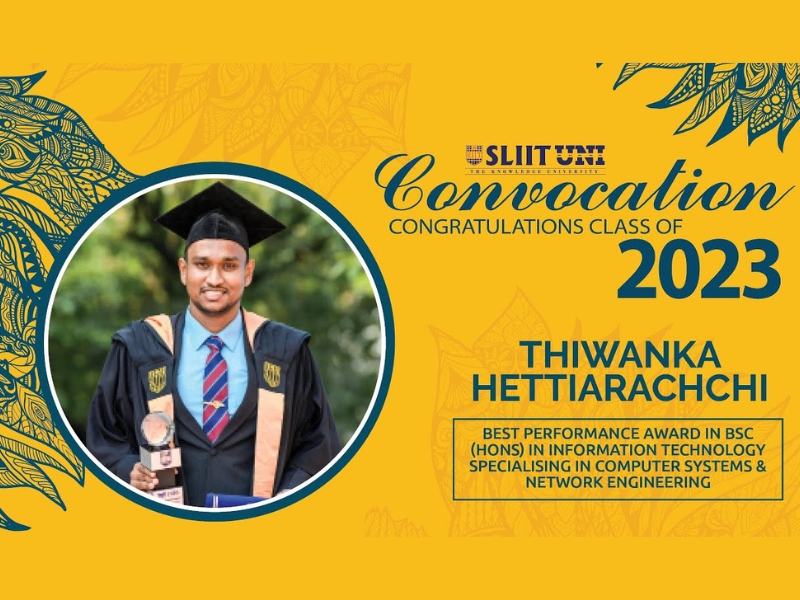 SLIIT UNI
THE KNOWLEDGE UNIVERSITY
Convocation
CONGRATULATIONS CLASS OF
2023
THIWANKA
HETTIARACHCHI
BEST PERFORMANCE AWARD IN BSC
(HONS) IN INFORMATION TECHNOLOGY
SPECIALISING IN COMPUTER SYSTEMS &
NETWORK ENGINEERING